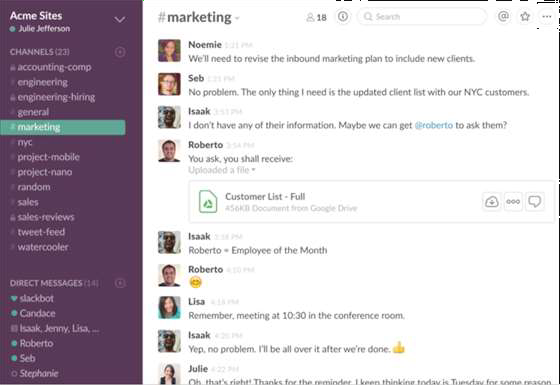 Acme Sites
Julie Jefferson
CHANNELS (23)
accounting-comp
# engineering
engineering-hiring
# general
# marketing
# nyc
# project-mobile
# project-nano
# random
# sales
sales-reviews
# tweet-feed
# watercooler
DIRECT MESSAGES (14)
slackbot
Candace
Isaak, Jenny, Lisa, ...
Roberto
Seb
Stephanie
#marketing
18
Search
Noemie 1:21 PM
We'll need to revise the inbound marketing plan to include new clients.
Seb
No problem. The only thing I need is the updated client list with our NYC customers.
Isaak 3:53 PM
I don't have any of their information. Maybe we can get @roberto to ask them?
Roberto 3:54 PM
You ask, you shall receive:
Uploaded a file
Customer List - Full
456KB Document from Google Drive
Isaak 3:58 PM
Roberto = Employee of the Month
Roberto 4:10 PM
😊
Lisa 4:18 PM
Remember, meeting at 10:30 in the conference room.
Isaak 4:20 PM
Yep, no problem. I'll be all over it after we're done. 👍
Julie 4:22 PM
Oh, that's right! Thanks for the reminder. I keep thinking today is Tuesday for some reason